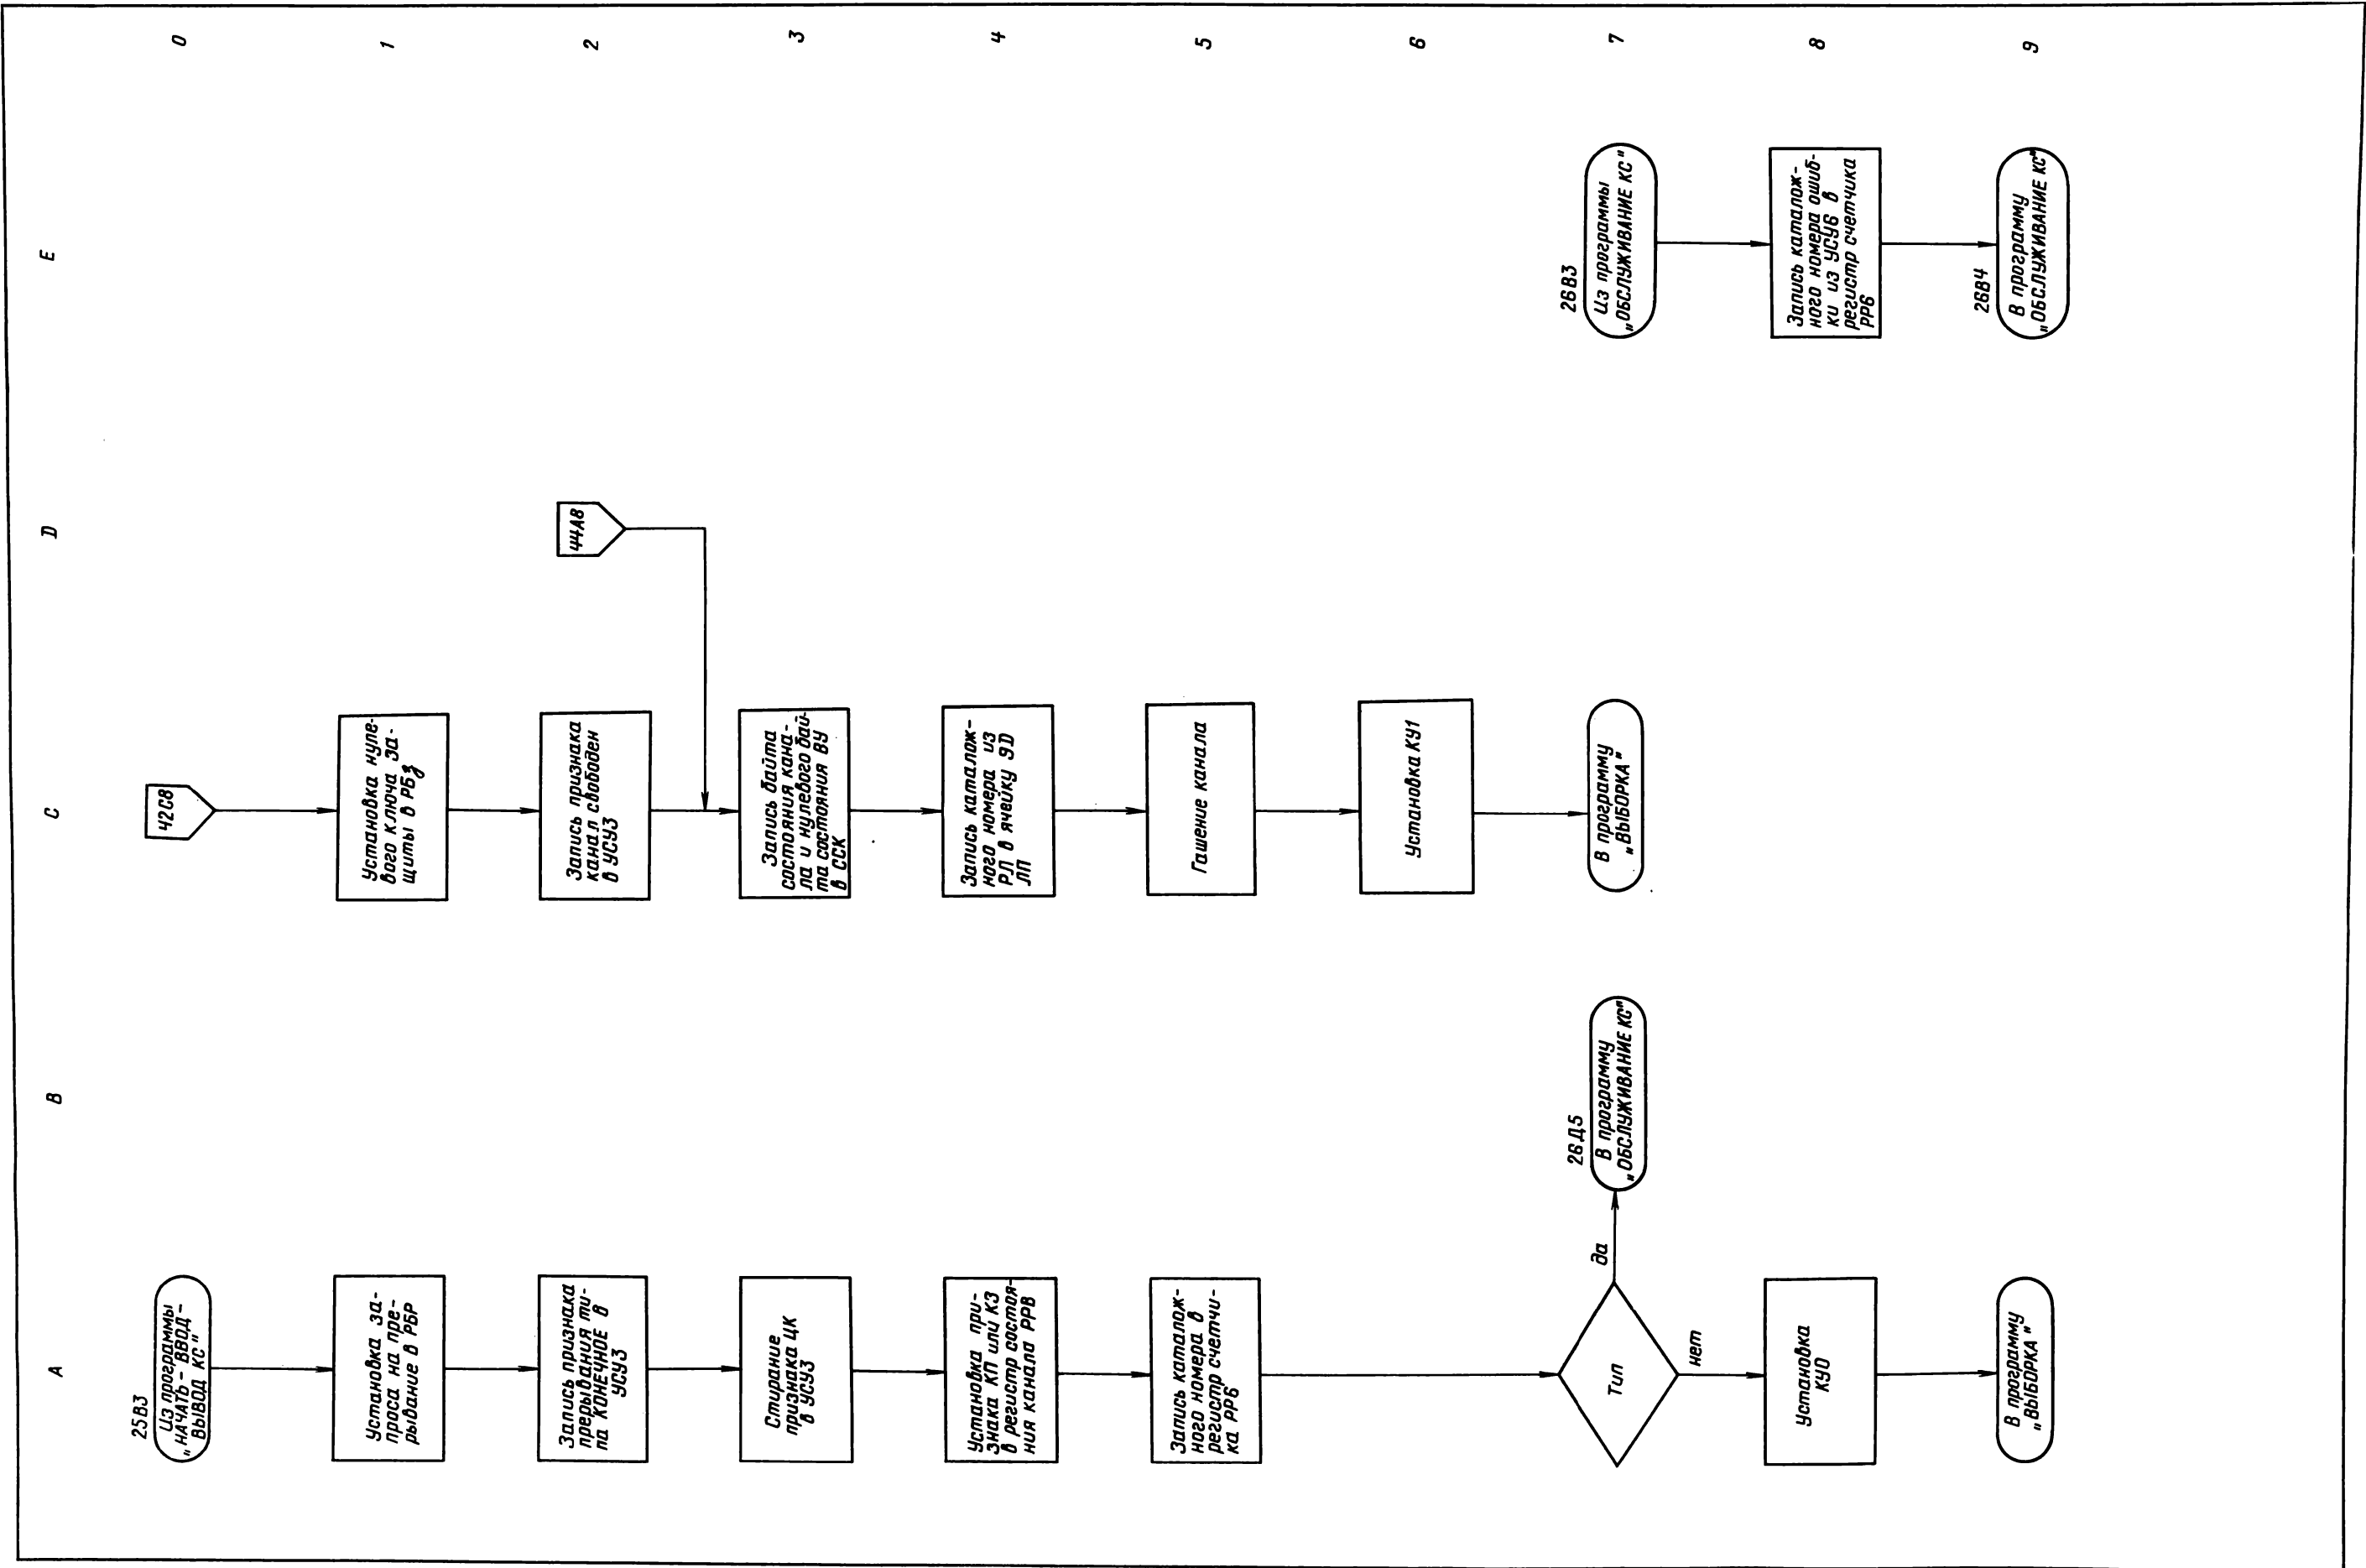 A
B
C
D
E
0
1
2
3
4
5
6
7
8
9
25В3
Из программы
„НАЧАТЬ – ВВОД –
ВЫВОД КС"
Установка за-
проса на пре-
рывание в РБР
Запись признака
прерывания ти-
па КОНЕЧНОЕ в
УСУ3
Стирание
признака ЦК
в УСУ3
Установка при-
знака КП или КЗ
в регистр состоя-
ния канала РРВ
Запись каталож-
ного номера в
регистр счетчи-
ка РР6
Тип
да
нет
26Д5
В программу
„ОБСЛУЖИВАНИЕ КС"
Установка
КУ0
В программу
„ВЫБОРКА"
42С8
Установка нуле-
вого ключа за-
щиты в РБз
Запись признака
канал свободен
в УСУ3
44А8
Запись байта
состояния кана-
ла и нулевого бай-
та состояния ВУ
в ССК
Запись каталож-
ного номера из
РЛ в ячейку 9D
ЛП
Гашение канала
Установка КУ1
В программу
„ВЫБОРКА"
26В3
Из программы
„ОБСЛУЖИВАНИЕ КС"
Запись каталож-
ного номера ошиб-
ки из УСУ6 в
регистр счетчика
РР6
26В4
В программу
„ОБСЛУЖИВАНИЕ КС"